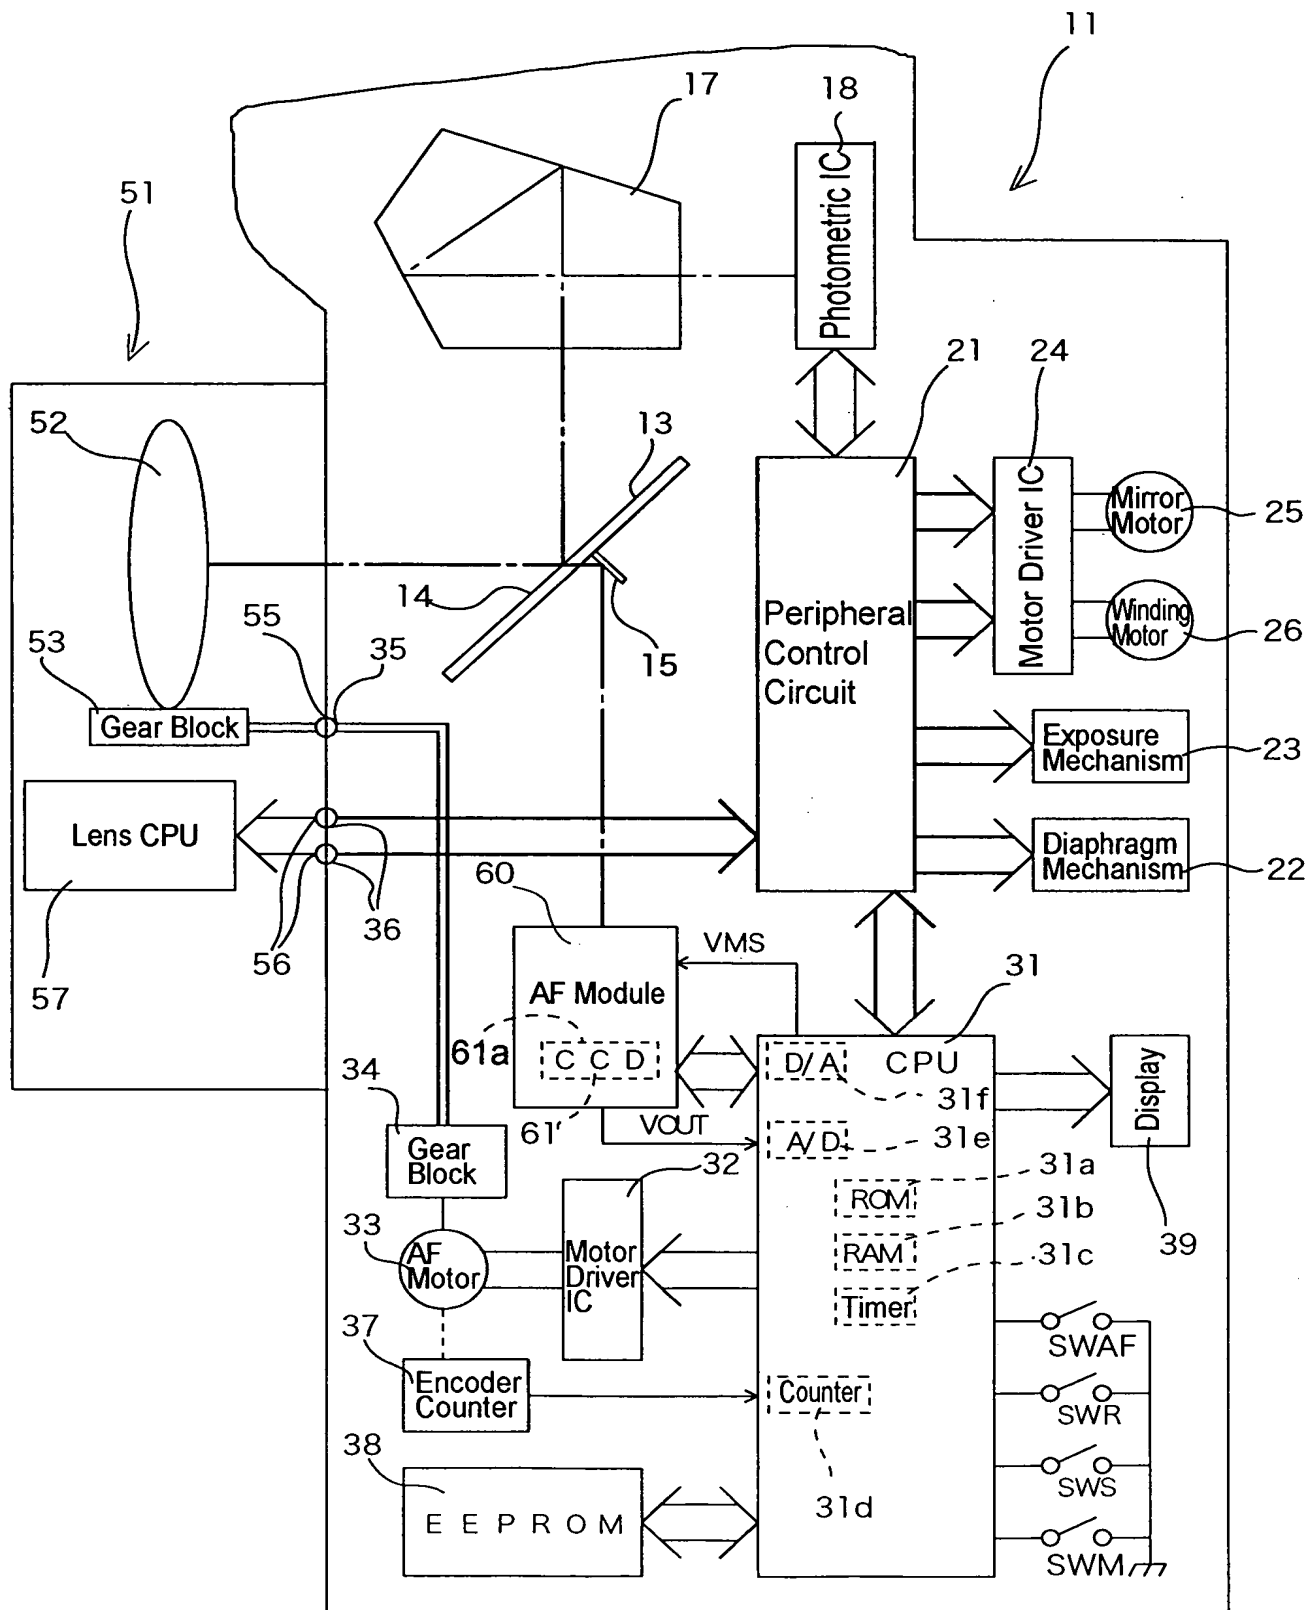 11
17
18
Photometric IC
51
21
24
52
13
Motor Driver IC
Mirror
Motor
25
14
55
35
15
Peripheral
Control
Circuit
Winding
Motor
26
53
Gear Block
Exposure
Mechanism
23
Lens CPU
Diaphragm
Mechanism
22
60
56
36
57
VMS
31
AF Module
61a
C C D
D/A
CPU
31f
34
61'
VOUT
A/D
31e
Display
Gear
Block
32
ROM
31a
39
33
AF
Motor
Motor
Driver
IC
RAM
31b
Timer
31c
SWAF
37
Encoder
Counter
Counter
SWR
38
31d
SWS
E E P R O M
SWM